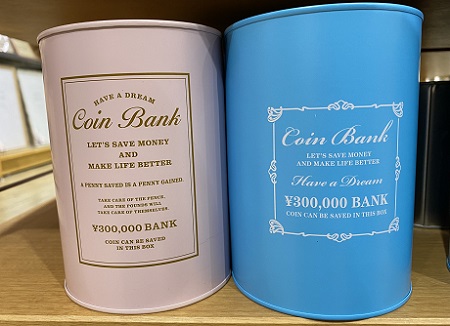 HAVE A DREAM
Coin Bank
LET'S SAVE MONEY
AND
MAKE LIFE BETTER
A PENNY SAVED IS A PENNY GAINED.
TAKE CARE OF THE PENCE,
AND THE POUNDS WILL
TAKE CARE OF THEMSELVES.
¥300,000 BANK
COIN CAN BE SAVED
IN THIS BOX
Coin Bank
LET'S SAVE MONEY
AND MAKE LIFE BETTER
Have a Dream
¥300,000 BANK
COIN CAN BE SAVED IN THIS BOX